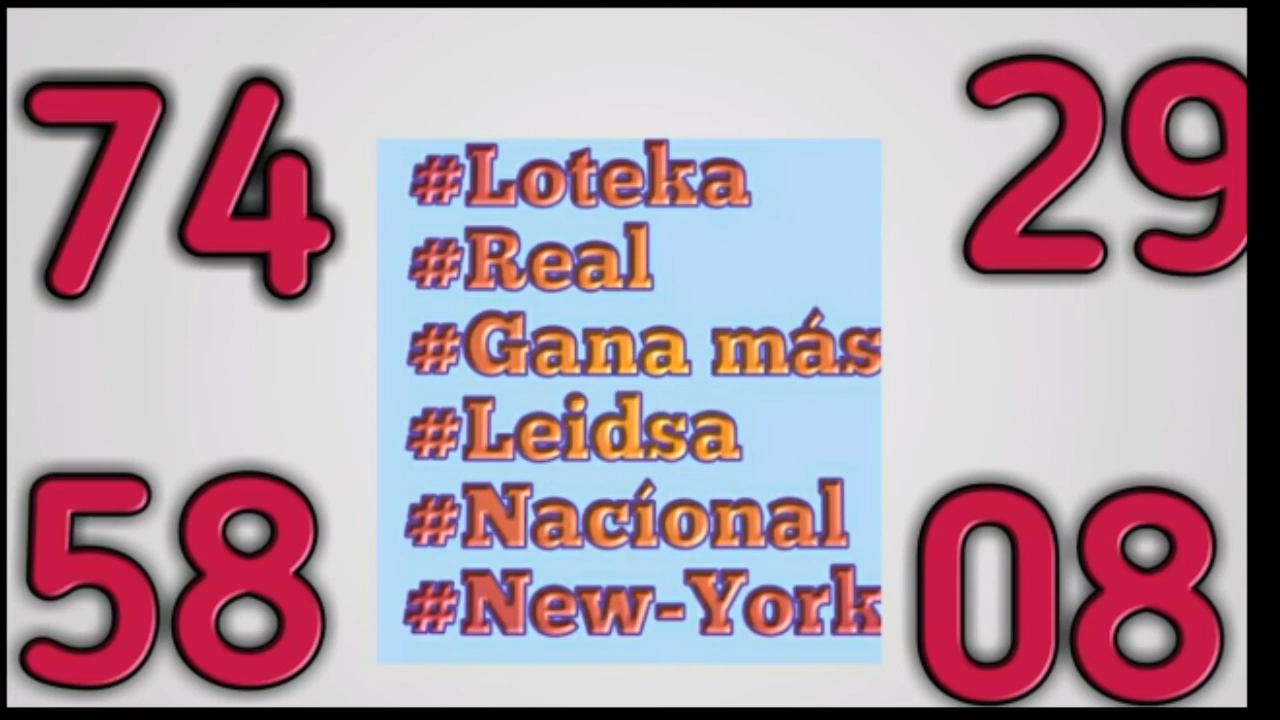 74
29
#Loteka
#Real
#Gana más
#Leidsa
#Nacíonal
#New-York
58
08